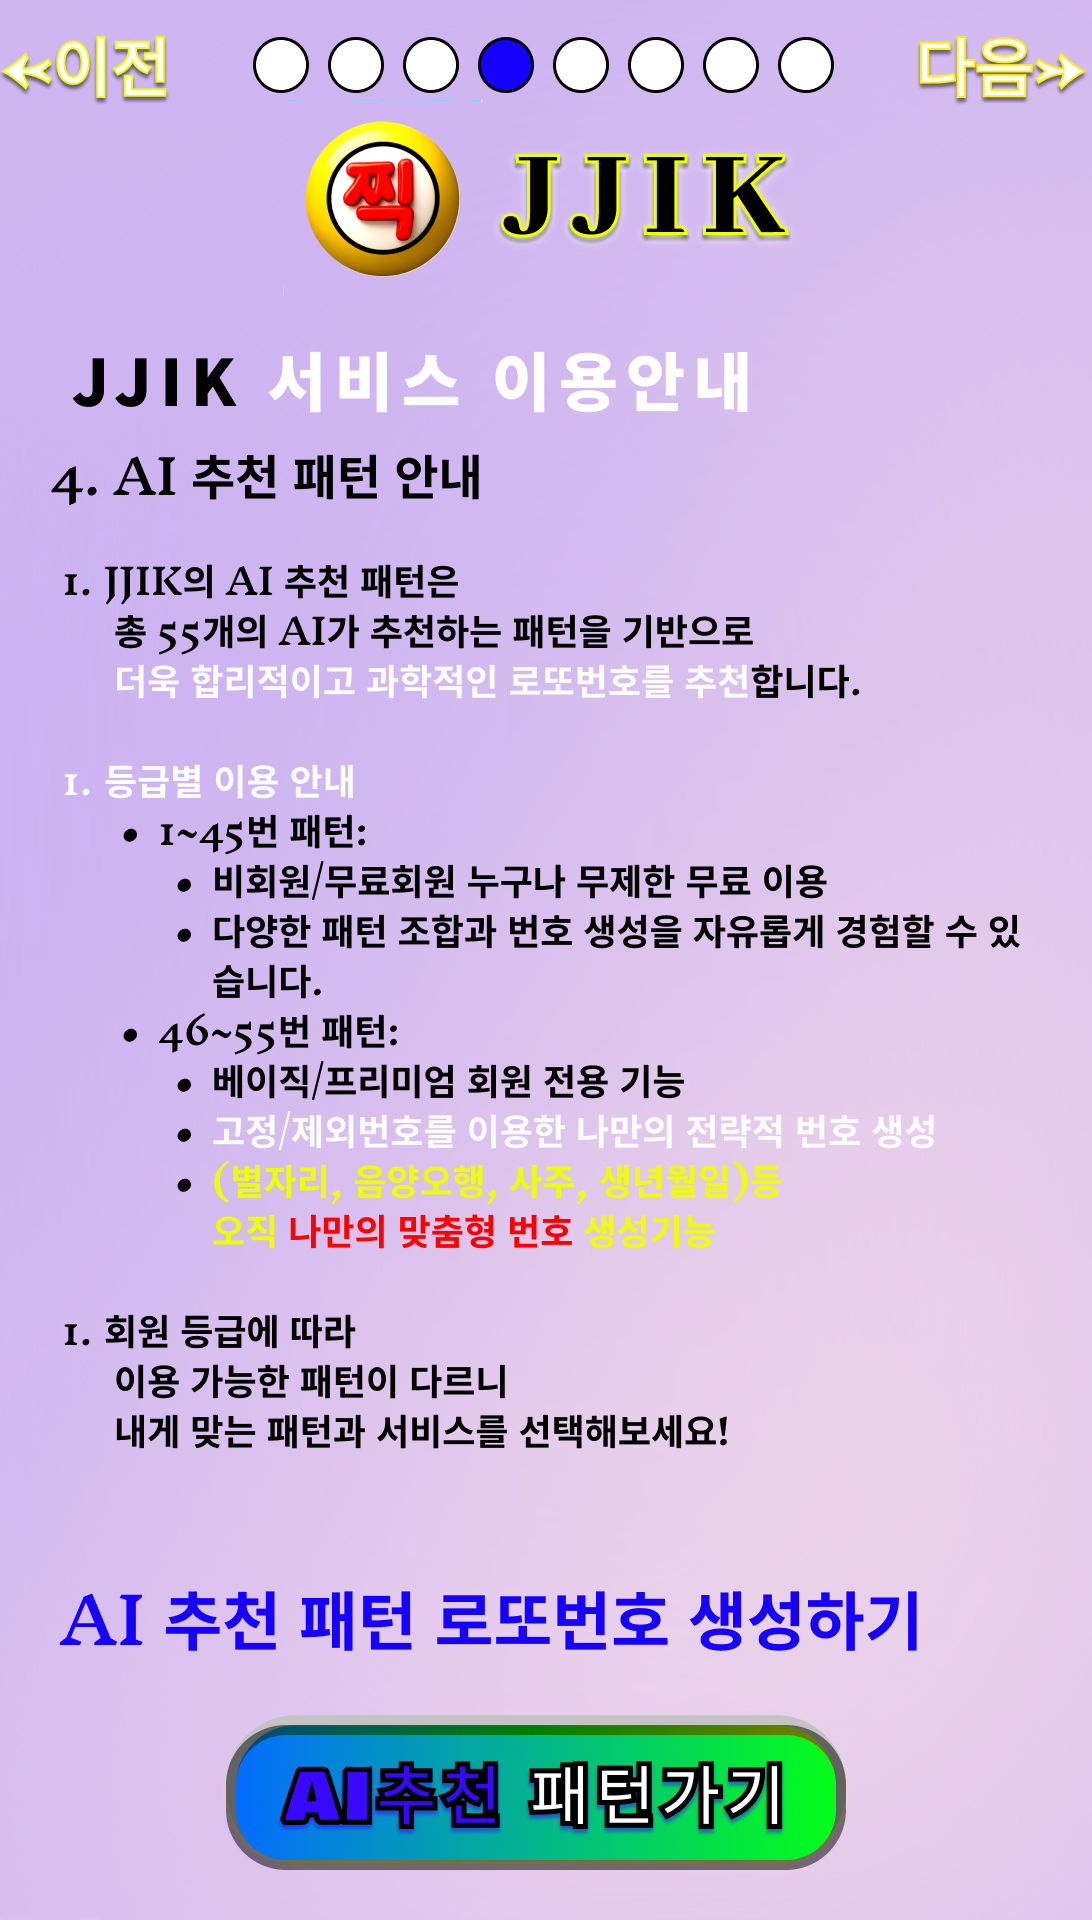 이전
다음
찍 JJIK
JJIK 서비스 이용안내
4. AI 추천 패턴 안내
1. JJIK의 AI 추천 패턴은
총 55개의 AI가 추천하는 패턴을 기반으로
더욱 합리적이고 과학적인 로또번호를 추천합니다.
1. 등급별 이용 안내
• 1~45번 패턴:
• 비회원/무료회원 누구나 무제한 무료 이용
• 다양한 패턴 조합과 번호 생성을 자유롭게 경험할 수 있
습니다.
• 46~55번 패턴:
• 베이직/프리미엄 회원 전용 기능
• 고정/제외번호를 이용한 나만의 전략적 번호 생성
• (별자리, 음양오행, 사주, 생년월일)등
오직 나만의 맞춤형 번호 생성기능
1. 회원 등급에 따라
이용 가능한 패턴이 다르니
내게 맞는 패턴과 서비스를 선택해보세요!
AI 추천 패턴 로또번호 생성하기
AI추천 패턴가기